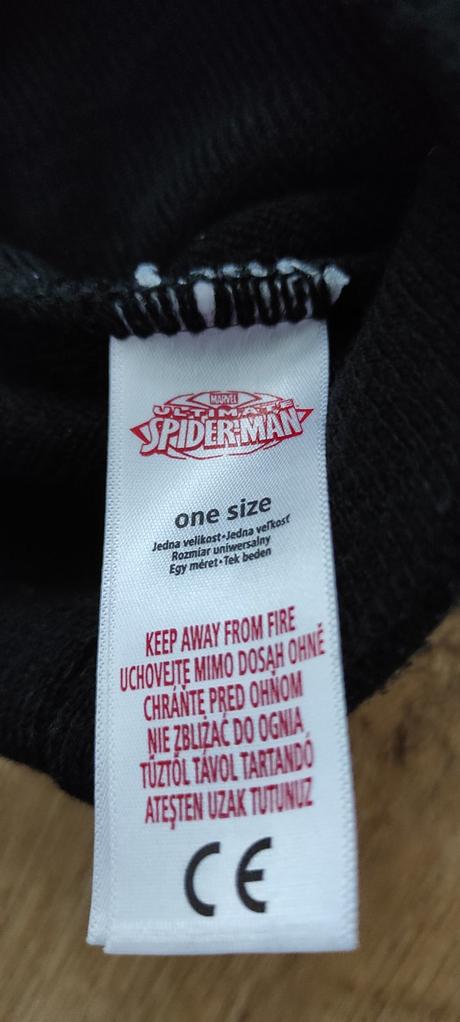 MARVEL
ULTIMATE
SPIDER-MAN
one size
Jedna velikost•Jedna veľkosť
Rozmiar uniwersalny
Egy méret•Tek beden
KEEP AWAY FROM FIRE
UCHOVEJTE MIMO DOSAH OHNĚ
CHRÁŇTE PRED OHŇOM
NIE ZBLIŻAĆ DO OGNIA
TŰZTŐL TÁVOL TARTANDÓ
ATEŞTEN UZAK TUTUNUZ
CE